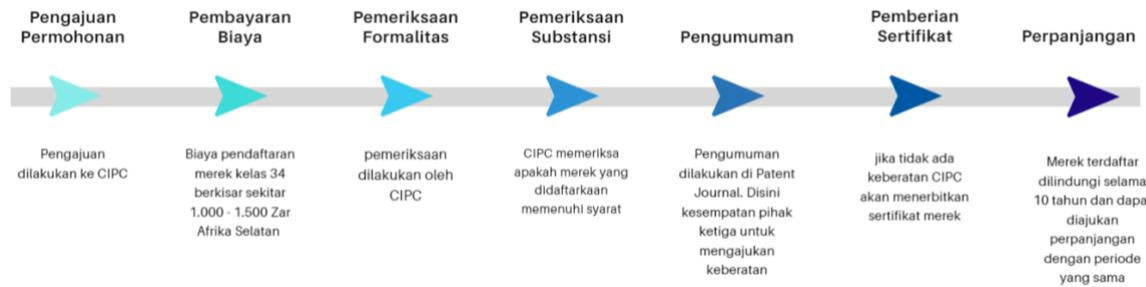 Pengajuan
Permohonan
Pembayaran
Biaya
Pemeriksaan
Formalitas
Pemeriksaan
Substansi
Pengumuman
Pemberian
Sertifikat
Perpanjangan
Pengajuan
dilakukan ke CIPC
Biaya pendaftaran
merek kelas 34
berkisar sekitar
1.000 - 1.500 Zar
Afrika Selatan
pemeriksaan
dilakukan oleh
CIPC
CIPC memeriksa
apakah merek yang
didaftarkaan
memenuhi syarat
Pengumuman
dilakukan di Patent
Journal. Disini
kesempatan pihak
ketiga untuk
mengajukan
keberatan
jika tidak ada
keberatan CIPC
akan menerbitkan
sertifikat merek
Merek terdaftar
dilindungi selama
10 tahun dan dapa
diajukan
perpanjangan
dengan periode
yang sama